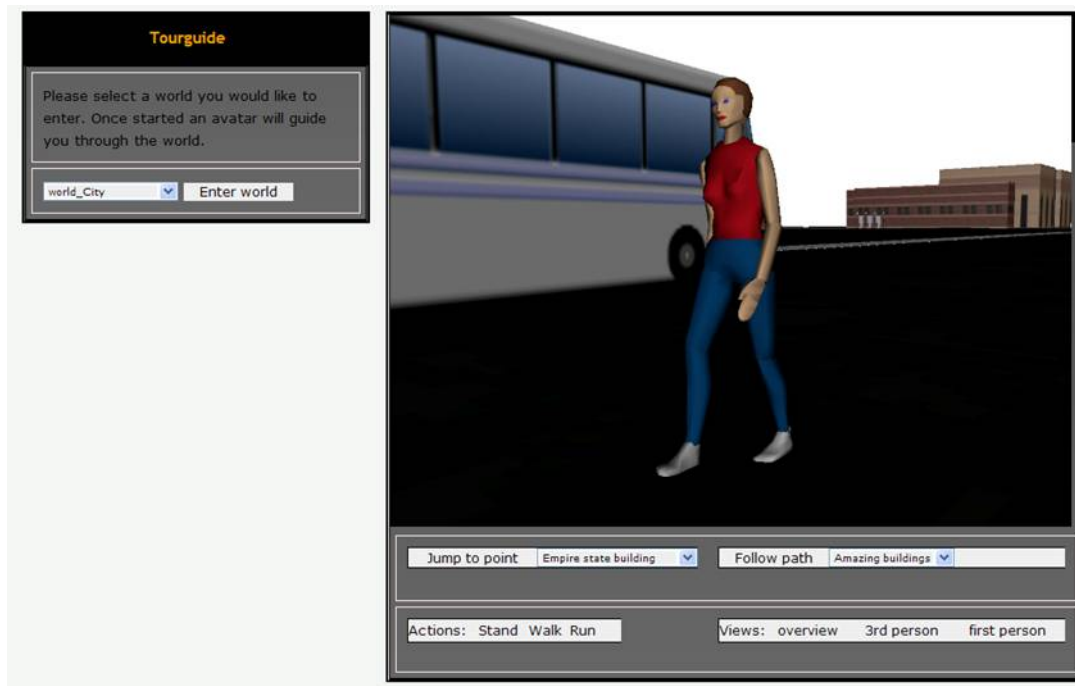 Tourguide
Please select a world you would like to
enter. Once started an avatar will guide
you through the world.
world_City Enter world
Jump to point Empire state building Follow path Amazing buildings
Actions: Stand Walk Run Views: overview 3rd person first person